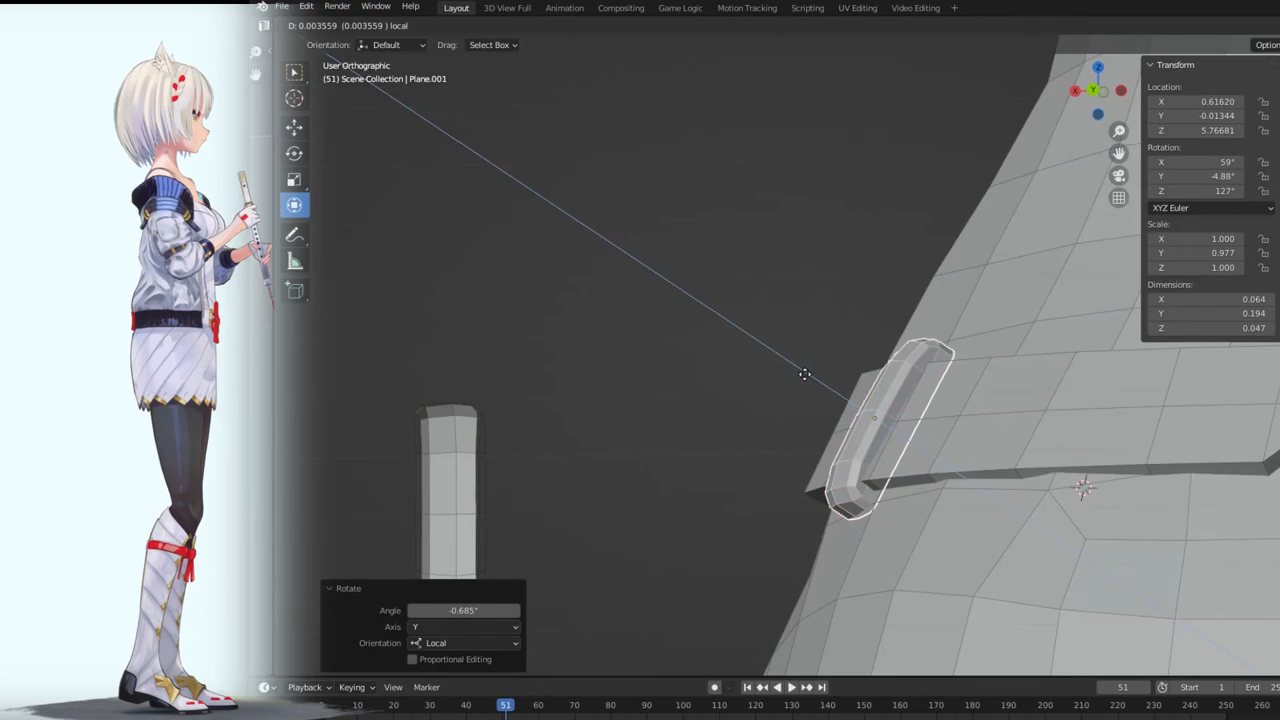 File Edit Render Window Help Layout 3D View Full Animation Compositing Game Logic Motion Tracking Scripting UV Editing Video Editing +
D: 0.003559 (0.003559 ) local
Orientation: Default Drag: Select Box Option
User Orthographic
(51) Scene Collection | Plane.001
Z
X Y
Transform
Location:
X 0.61620
Y -0.01344
Z 5.76681
Rotation:
X 59°
Y -4.88°
Z 127°
XYZ Euler
Scale:
X 1.000
Y 0.977
Z 1.000
Dimensions:
X 0.064
Y 0.194
Z 0.047
Rotate
Angle -0.685°
Axis Y
Orientation Local
Proportional Editing
Playback Keying View Marker 51 Start 1 End 25
10 20 30 40 51 60 70 80 90 100 110 120 130 140 150 160 170 180 190 200 210 220 230 240 250 260